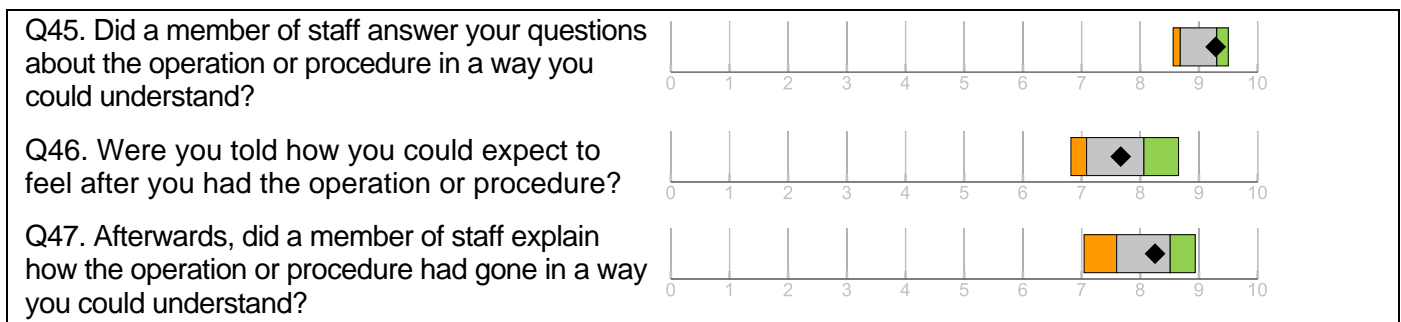 Q45. Did a member of staff answer your questions
about the operation or procedure in a way you
could understand?
0 1 2 3 4 5 6 7 8 9 10
Q46. Were you told how you could expect to
feel after you had the operation or procedure?
0 1 2 3 4 5 6 7 8 9 10
Q47. Afterwards, did a member of staff explain
how the operation or procedure had gone in a way
you could understand?
0 1 2 3 4 5 6 7 8 9 10